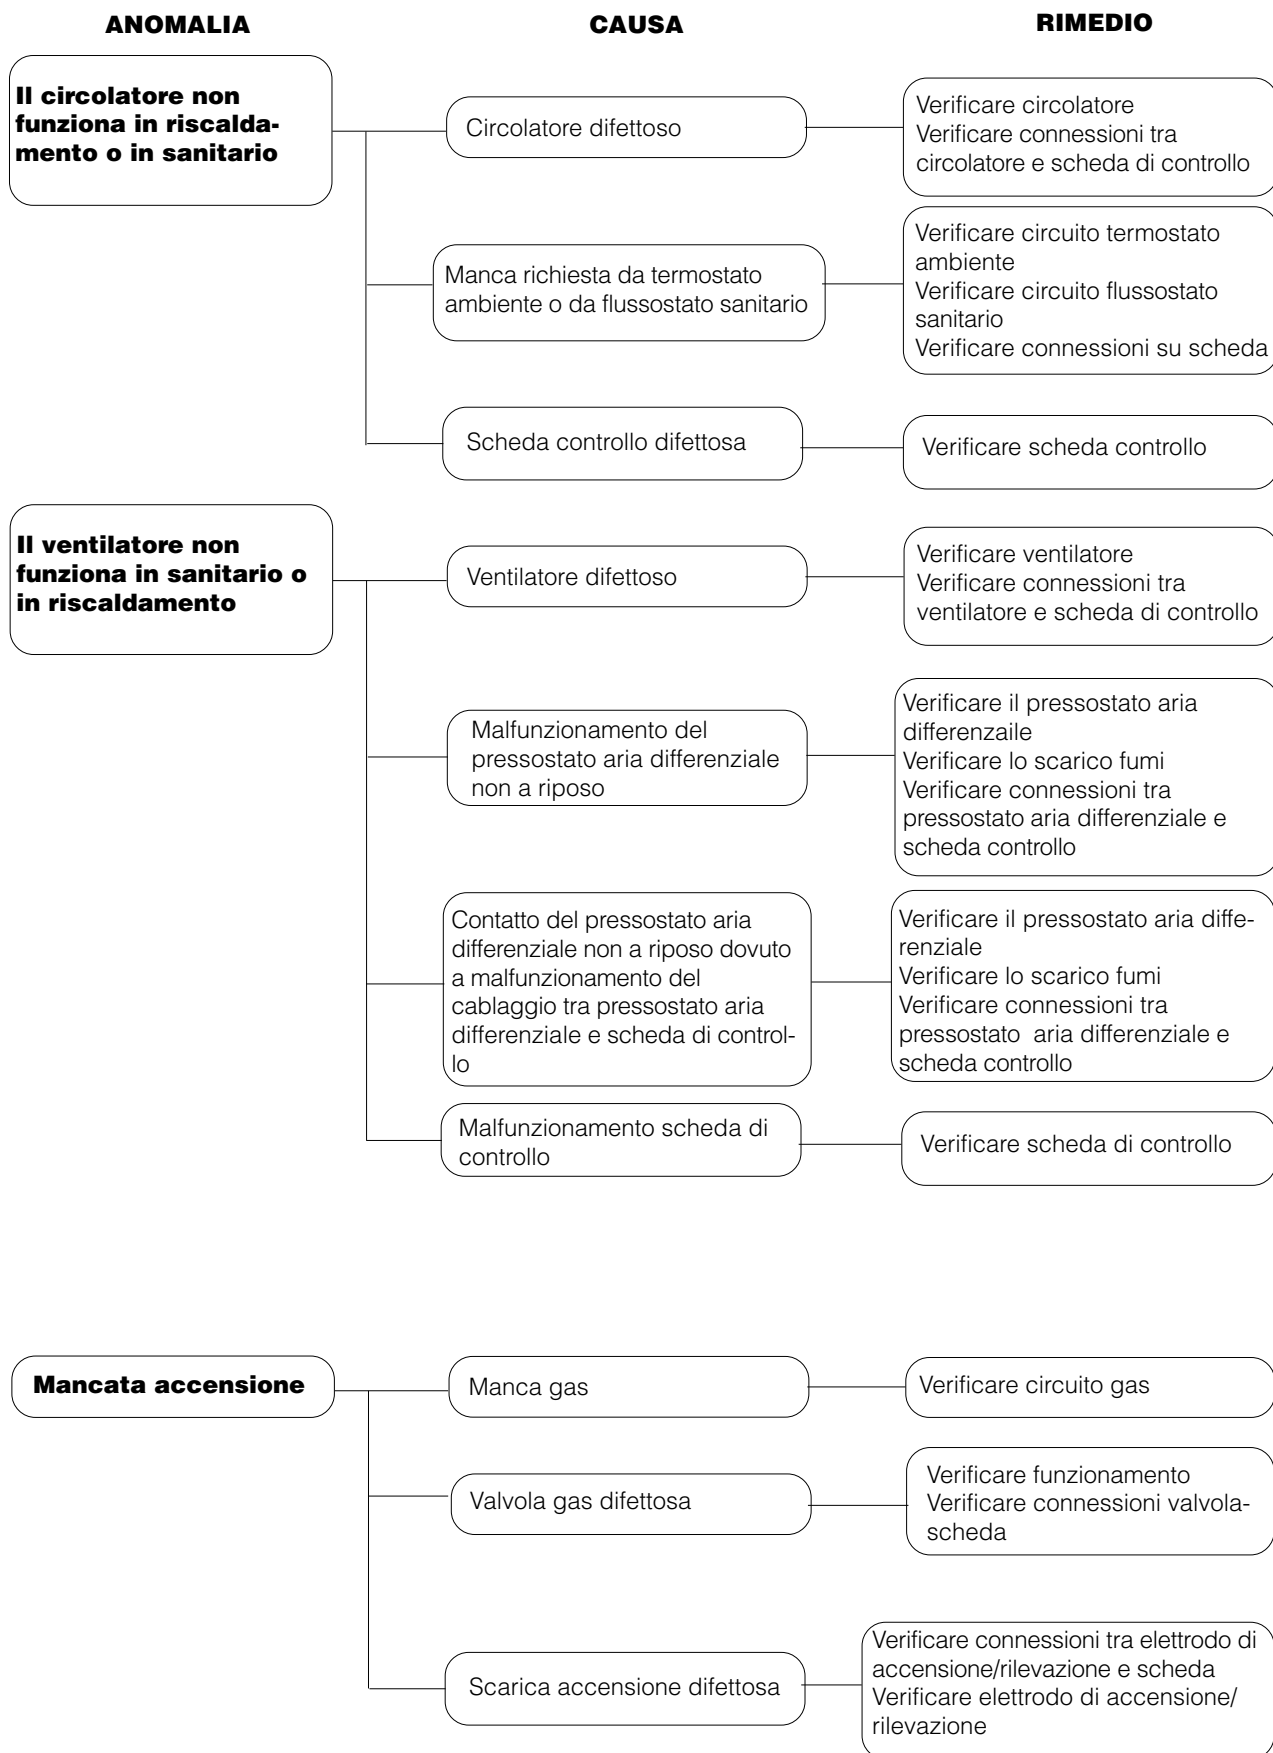 ANOMALIA
CAUSA
RIMEDIO
Il circolatore non
funziona in riscalda-
mento o in sanitario
Circolatore difettoso
Verificare circolatore
Verificare connessioni tra
circolatore e scheda di controllo
Manca richiesta da termostato
ambiente o da flussostato sanitario
Verificare circuito termostato
ambiente
Verificare circuito flussostato
sanitario
Verificare connessioni su scheda
Scheda controllo difettosa
Verificare scheda controllo
Il ventilatore non
funziona in sanitario o
in riscaldamento
Ventilatore difettoso
Verificare ventilatore
Verificare connessioni tra
ventilatore e scheda di controllo
Malfunzionamento del
pressostato aria differenziale
non a riposo
Verificare il pressostato aria
differenzaile
Verificare lo scarico fumi
Verificare connessioni tra
pressostato aria differenziale e
scheda controllo
Contatto del pressostato aria
differenziale non a riposo dovuto
a malfunzionamento del
cablaggio tra pressostato aria
differenziale e scheda di control-
lo
Verificare il pressostato aria diffe-
renziale
Verificare lo scarico fumi
Verificare connessioni tra
pressostato  aria differenziale e
scheda controllo
Malfunzionamento scheda di
controllo
Verificare scheda di controllo
Mancata accensione
Manca gas
Verificare circuito gas
Valvola gas difettosa
Verificare funzionamento
Verificare connessioni valvola-
scheda
Scarica accensione difettosa
Verificare connessioni tra elettrodo di
accensione/rilevazione e scheda
Verificare elettrodo di accensione/
rilevazione